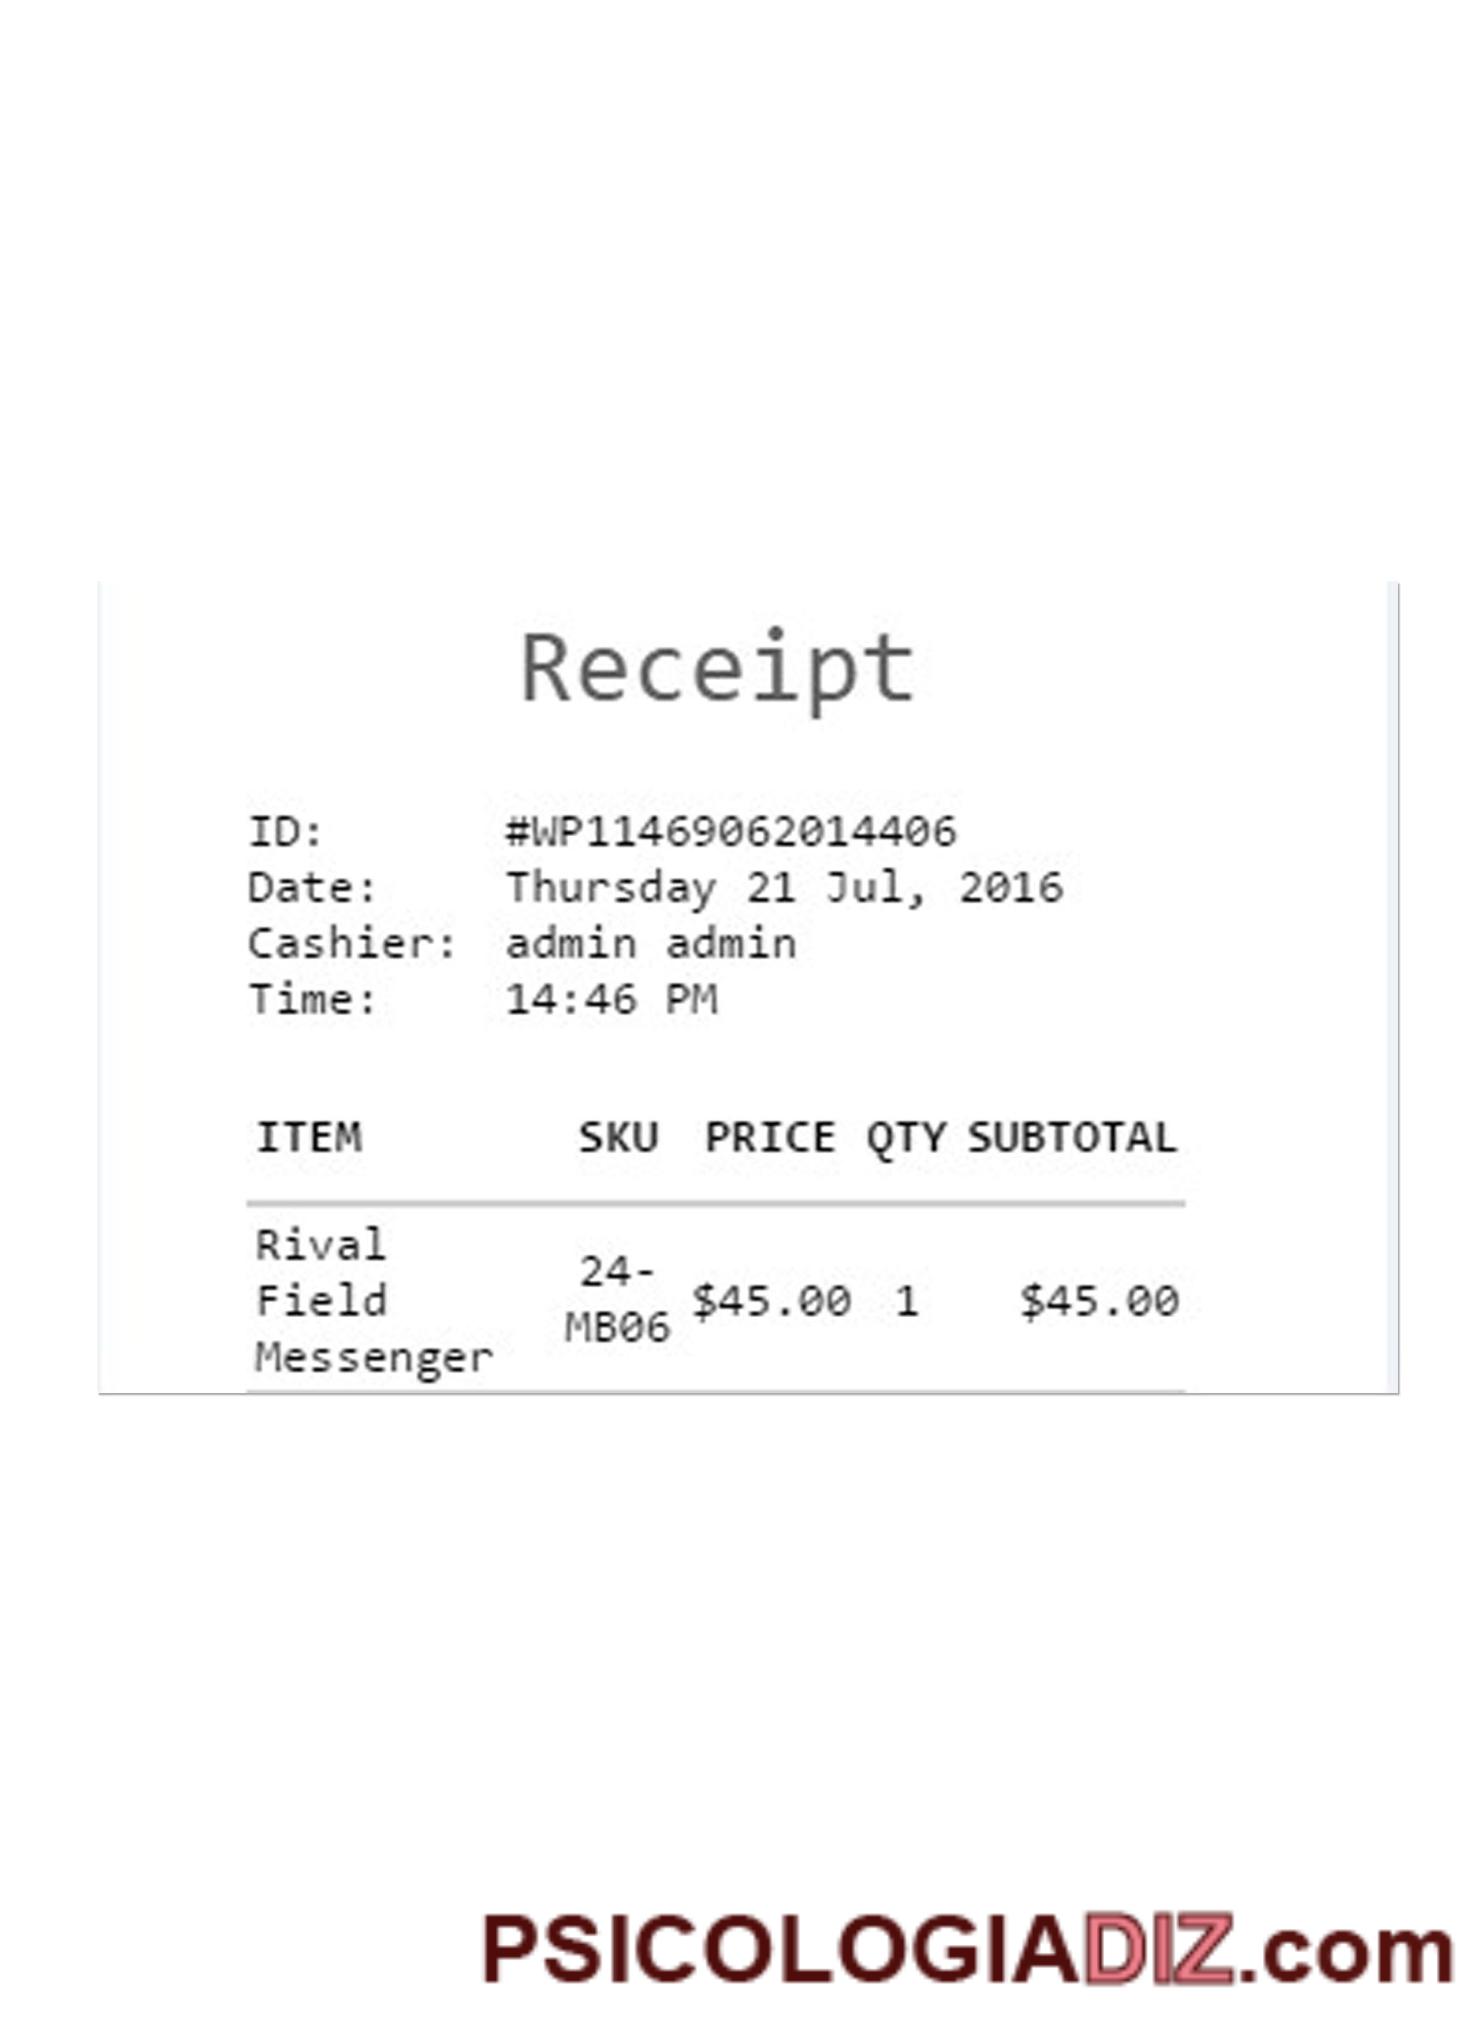 Receipt
ID: #WP11469062014406
Date: Thursday 21 Jul, 2016
Cashier: admin admin
Time: 14:46 PM
ITEM SKU PRICE QTY SUBTOTAL
Rival
Field
Messenger
24-
MB06
$45.00 1 $45.00
PSICOLOGIADIZ.com